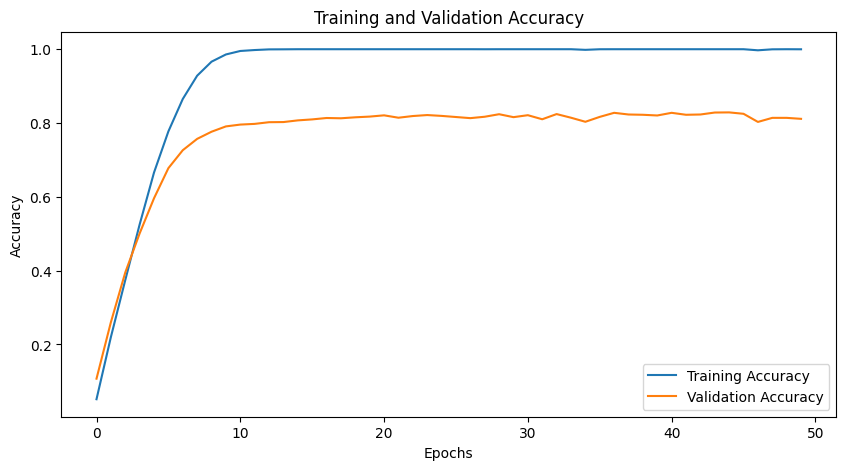 Training and Validation Accuracy
1.0
0.8
0.6
0.4
0.2
Accuracy
0 10 20 30 40 50
Epochs
Training Accuracy
Validation Accuracy